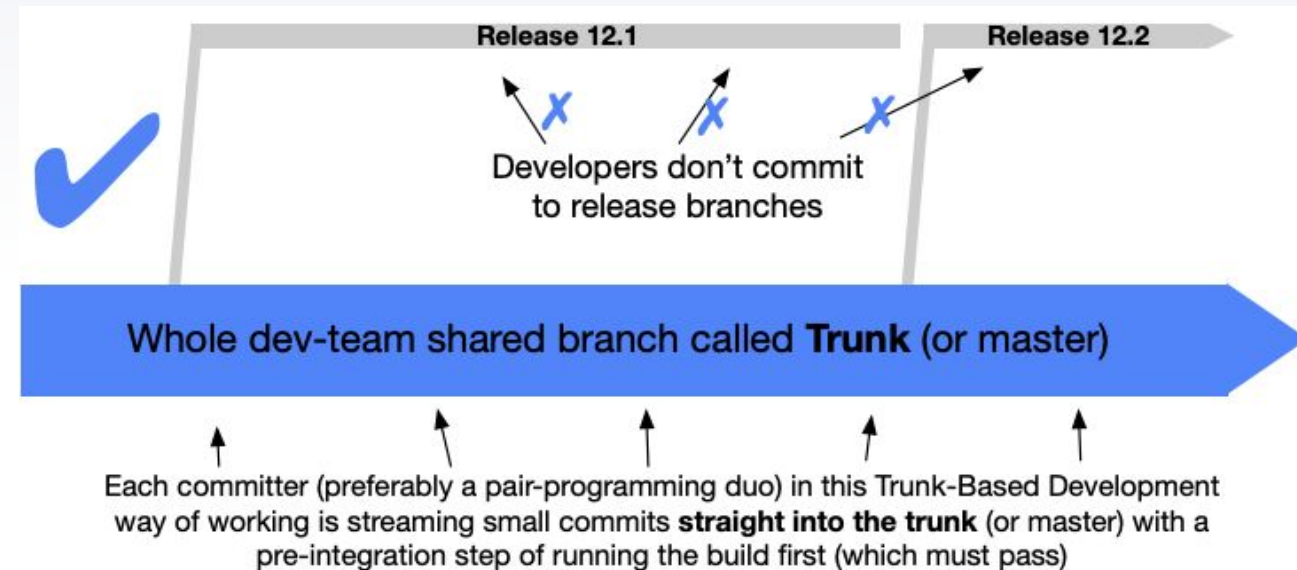 Release 12.1
Release 12.2
Developers don’t commit
to release branches
Whole dev-team shared branch called Trunk (or master)
Each committer (preferably a pair-programming duo) in this Trunk-Based Development
way of working is streaming small commits straight into the trunk (or master) with a
pre-integration step of running the build first (which must pass)